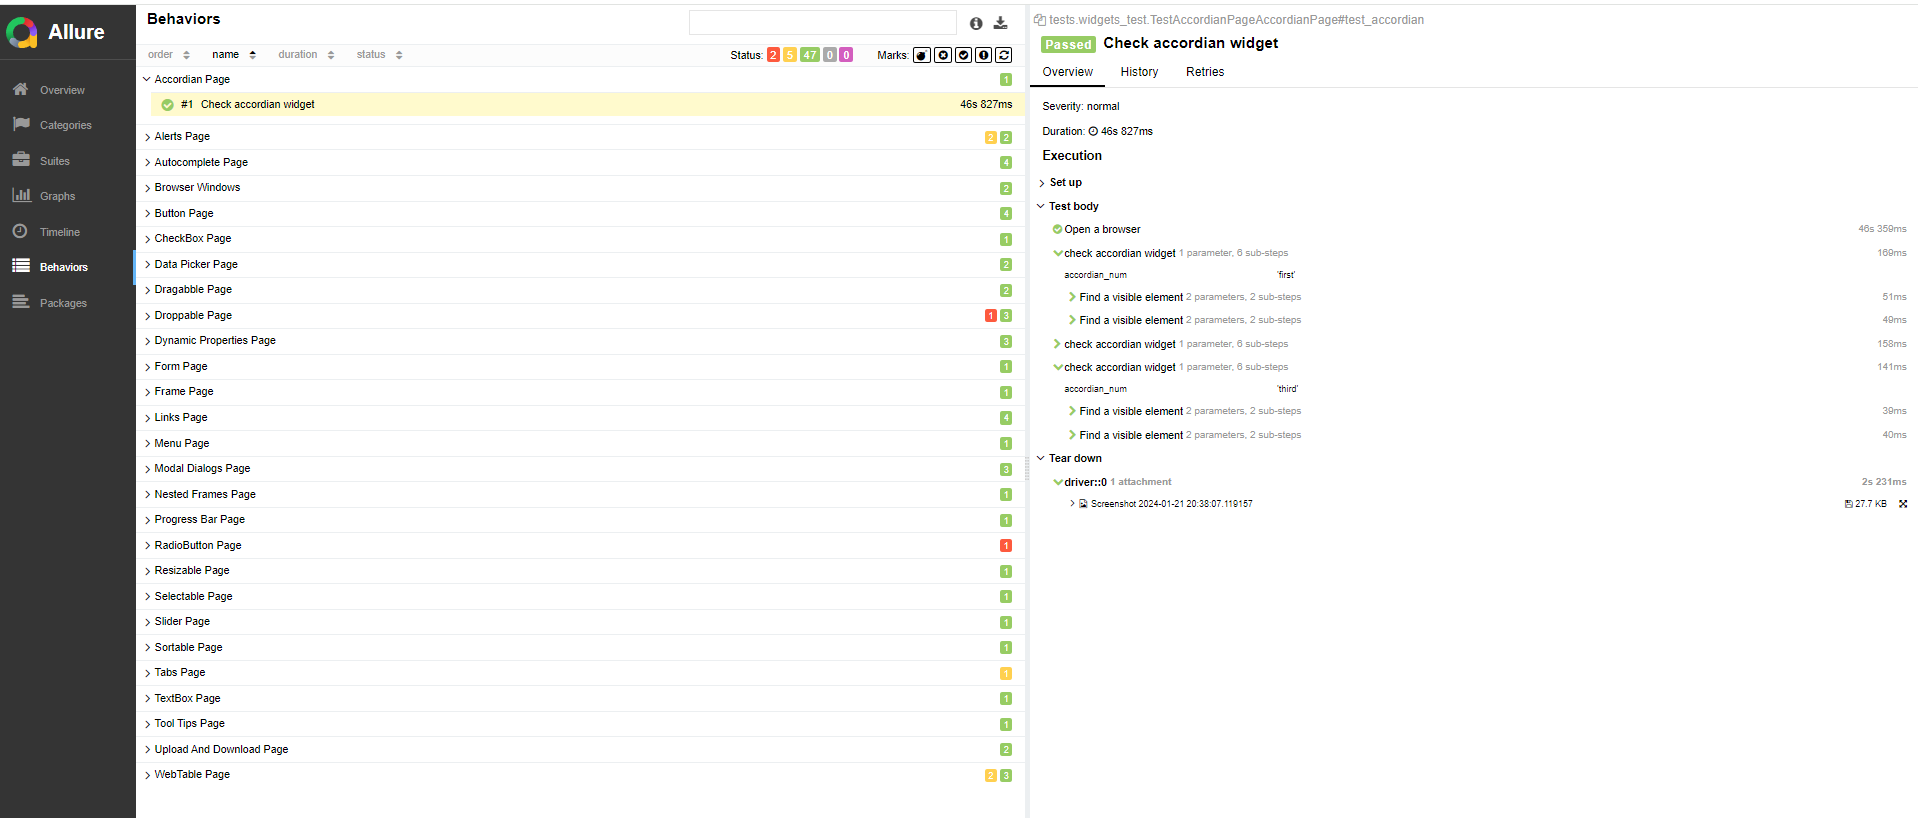 Allure
Overview
Categories
Suites
Graphs
Timeline
Behaviors
Packages
Behaviors
order name duration status Status: 2 5 47 0 0 Marks:
Accordian Page 1
#1 Check accordian widget 46s 827ms
Alerts Page 2 2
Autocomplete Page 4
Browser Windows 2
Button Page 4
CheckBox Page 1
Data Picker Page 2
Dragabble Page 2
Droppable Page 1 3
Dynamic Properties Page 3
Form Page 1
Frame Page 1
Links Page 4
Menu Page 1
Modal Dialogs Page 3
Nested Frames Page 1
Progress Bar Page 1
RadioButton Page 1
Resizable Page 1
Selectable Page 1
Slider Page 1
Sortable Page 1
Tabs Page 1
TextBox Page 1
Tool Tips Page 1
Upload And Download Page 2
WebTable Page 2 3
tests.widgets_test.TestAccordianPageAccordianPage#test_accordian
Passed Check accordian widget
Overview History Retries
Severity: normal
Duration: 46s 827ms
Execution
Set up
Test body
Open a browser 46s 359ms
check accordian widget 1 parameter, 6 sub-steps 169ms
accordian_num 'first'
Find a visible element 2 parameters, 2 sub-steps 51ms
Find a visible element 2 parameters, 2 sub-steps 49ms
check accordian widget 1 parameter, 6 sub-steps 158ms
check accordian widget 1 parameter, 6 sub-steps 141ms
accordian_num 'third'
Find a visible element 2 parameters, 2 sub-steps 39ms
Find a visible element 2 parameters, 2 sub-steps 40ms
Tear down
driver::0 1 attachment 2s 231ms
Screenshot 2024-01-21 20:38:07.119157 27.7 KB